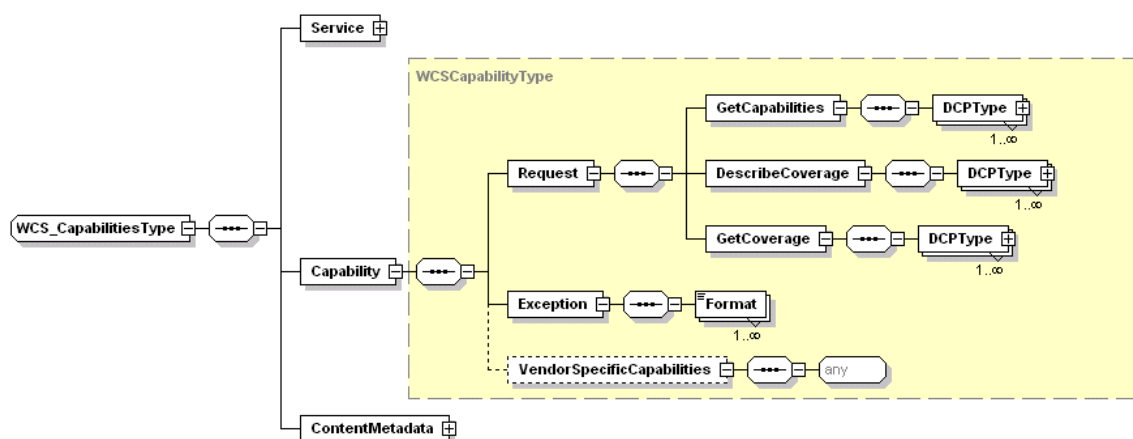 Service
WCSCapabilityType
GetCapabilities
DCPType
1..∞
Request
DescribeCoverage
DCPType
1..∞
WCS_CapabilitiesType
GetCoverage
DCPType
1..∞
Capability
Exception
Format
1..∞
VendorSpecificCapabilities
any
ContentMetadata